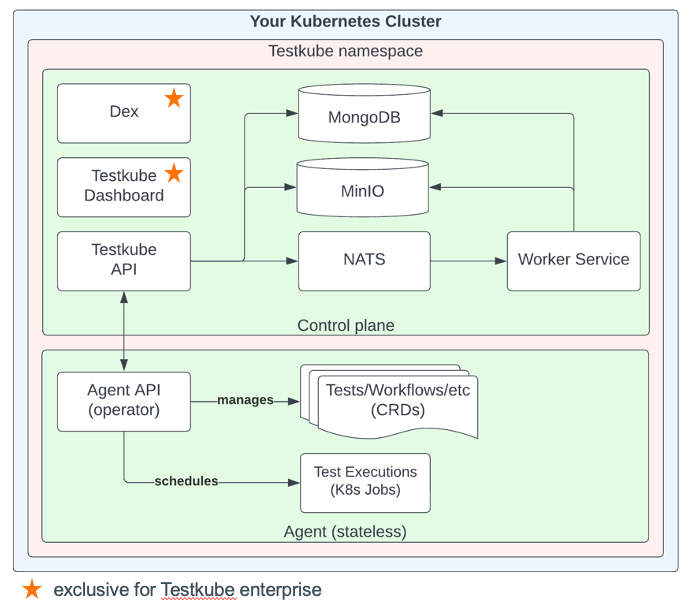 Your Kubernetes Cluster
Testkube namespace
Dex
MongoDB
Testkube
Dashboard
MinIO
Testkube
API
NATS
Worker Service
Control plane
Agent API
(operator)
manages
Tests/Workflows/etc
(CRDs)
schedules
Test Executions
(K8s Jobs)
Agent (stateless)
exclusive for Testkube enterprise